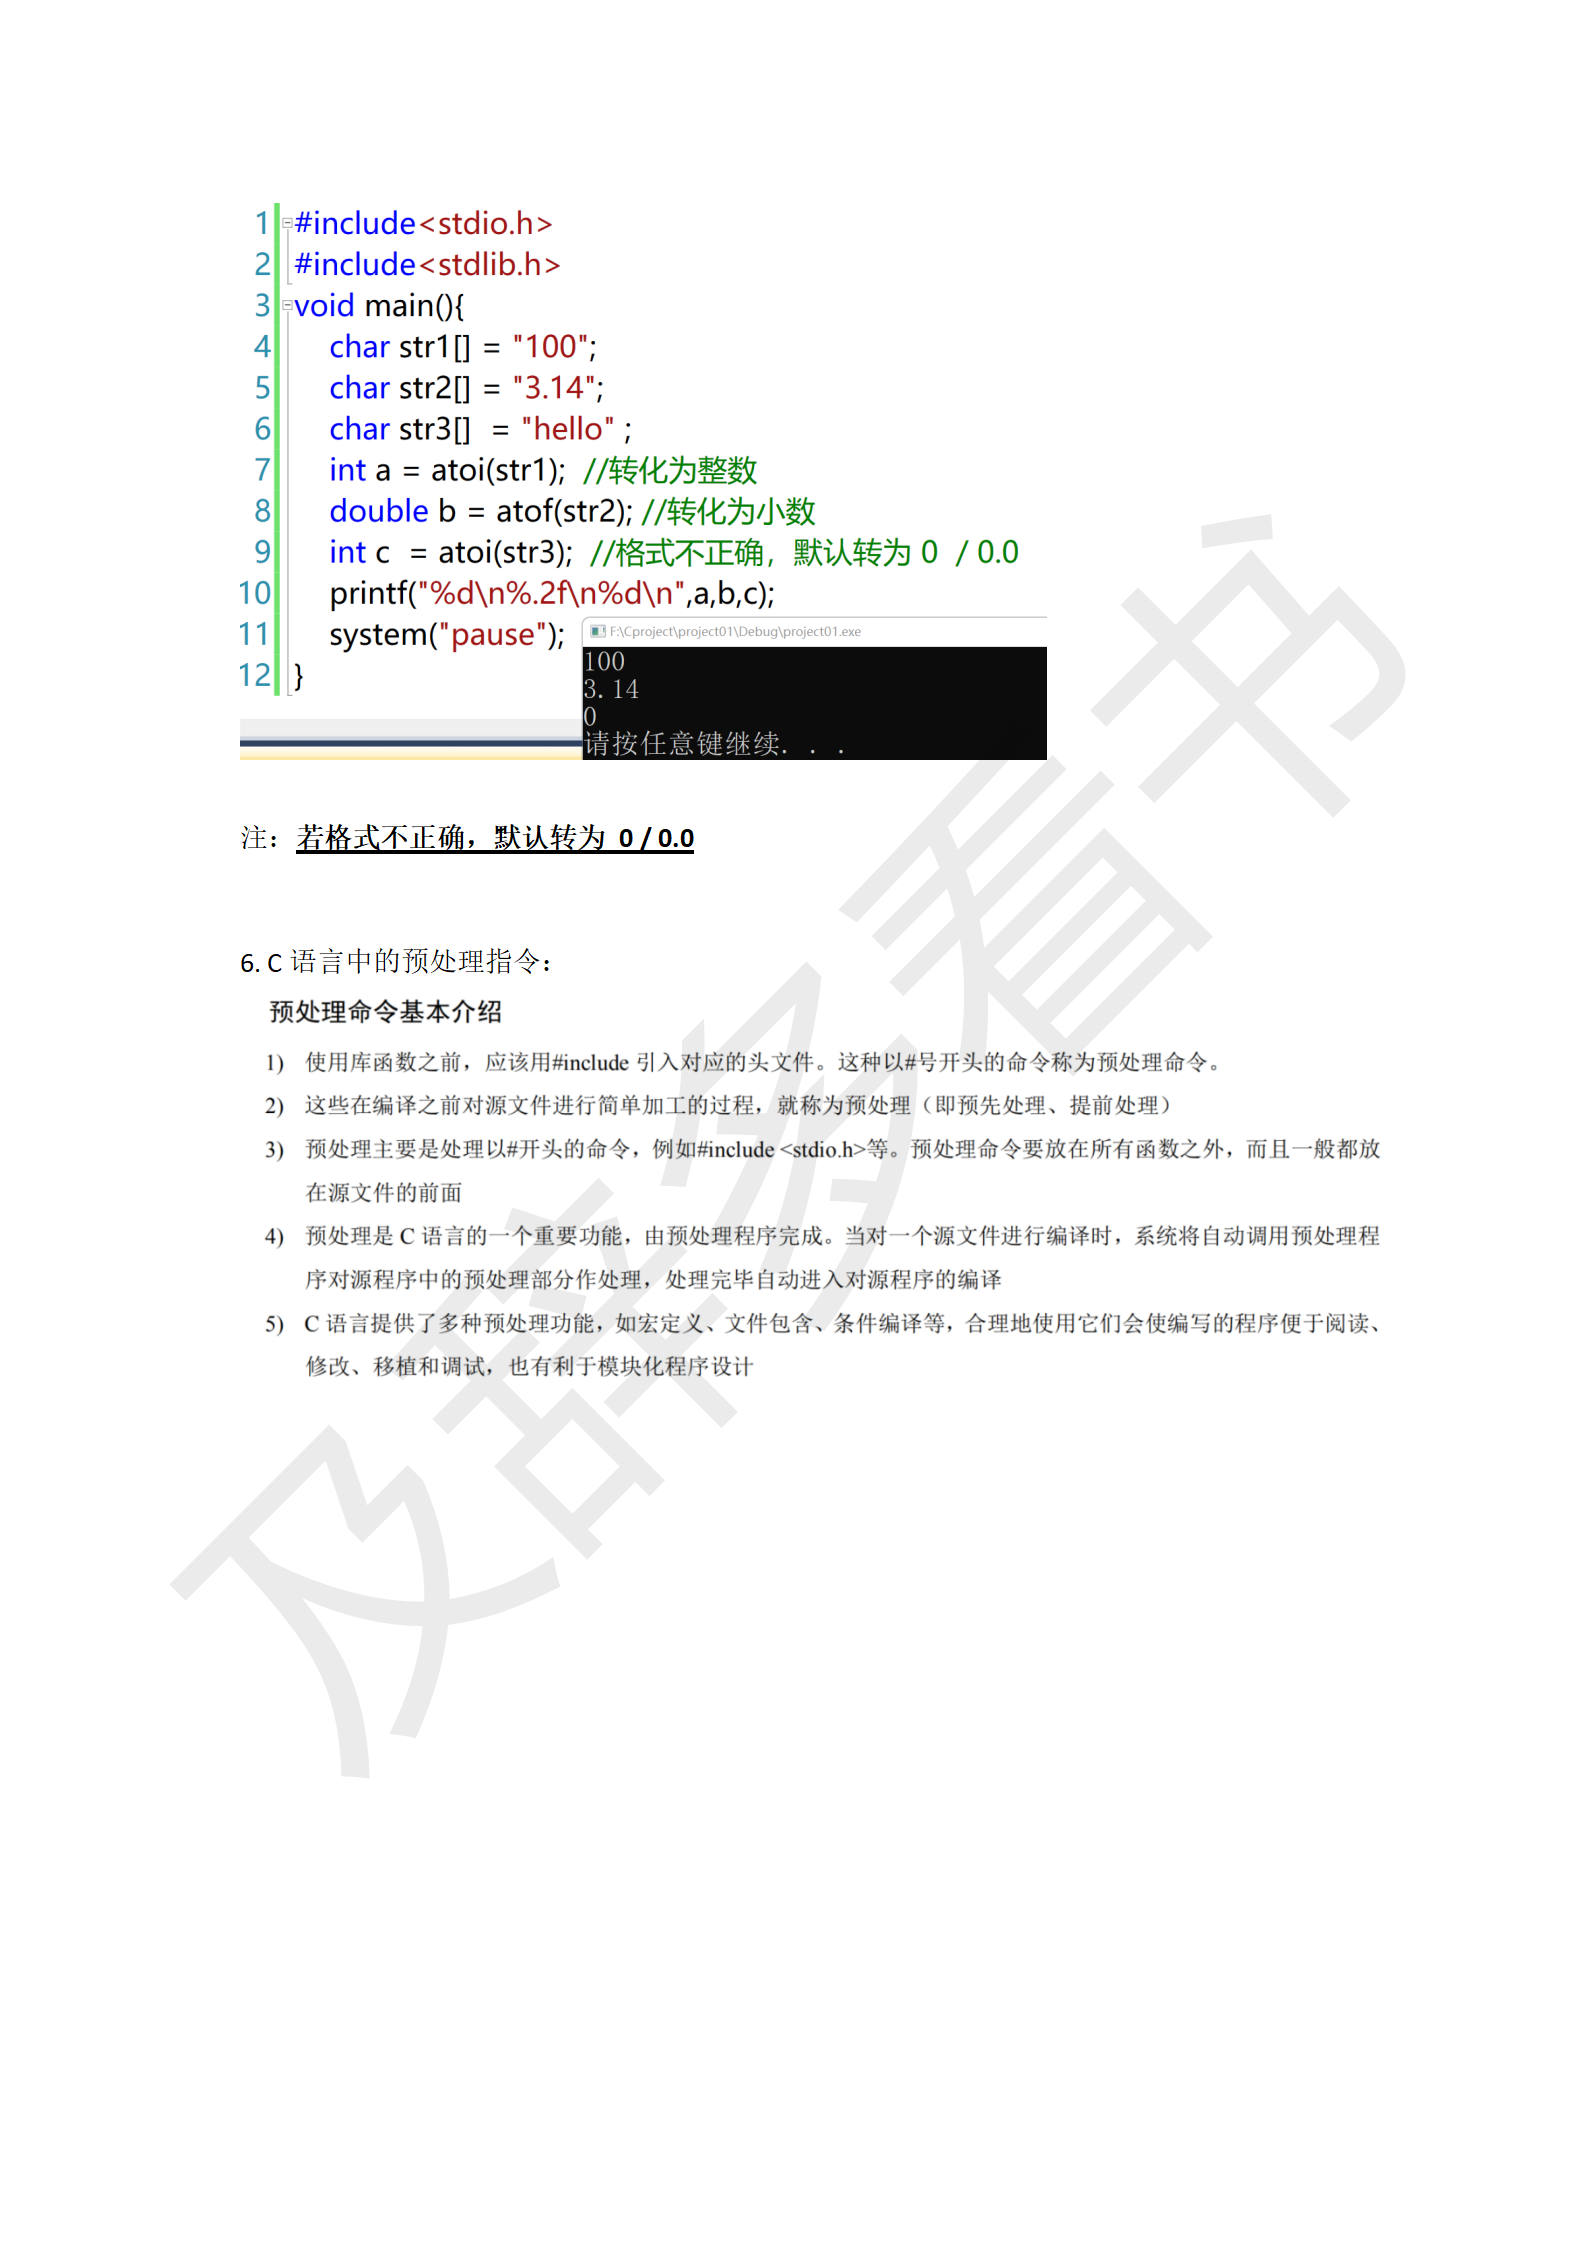 1 #include<stdio.h>
2 #include<stdlib.h>
3 void main(){
4 char str1[] = "100";
5 char str2[] = "3.14";
6 char str3[]  = "hello" ;
7 int a = atoi(str1);  //转化为整数
8 double b = atof(str2); //转化为小数
9 int c  = atoi(str3);  //格式不正确，默认转为 0  / 0.0
10 printf("%d\n%.2f\n%d\n",a,b,c);
11 system("pause");
12 }
F:\Cproject\project01\Debug\project01.exe
100
3.14
0
请按任意键继续. . .
注：若格式不正确，默认转为 0 / 0.0
6. C 语言中的预处理指令：
预处理命令基本介绍
1) 使用库函数之前，应该用#include 引入对应的头文件。这种以#号开头的命令称为预处理命令。
2) 这些在编译之前对源文件进行简单加工的过程，就称为预处理（即预先处理、提前处理）
3) 预处理主要是处理以#开头的命令，例如#include <stdio.h>等。预处理命令要放在所有函数之外，而且一般都放
在源文件的前面
4) 预处理是 C 语言的一个重要功能，由预处理程序完成。当对一个源文件进行编译时，系统将自动调用预处理程
序对源程序中的预处理部分作处理，处理完毕自动进入对源程序的编译
5) C 语言提供了多种预处理功能，如宏定义、文件包含、条件编译等，合理地使用它们会使编写的程序便于阅读、
修改、移植和调试，也有利于模块化程序设计
及辞多看书